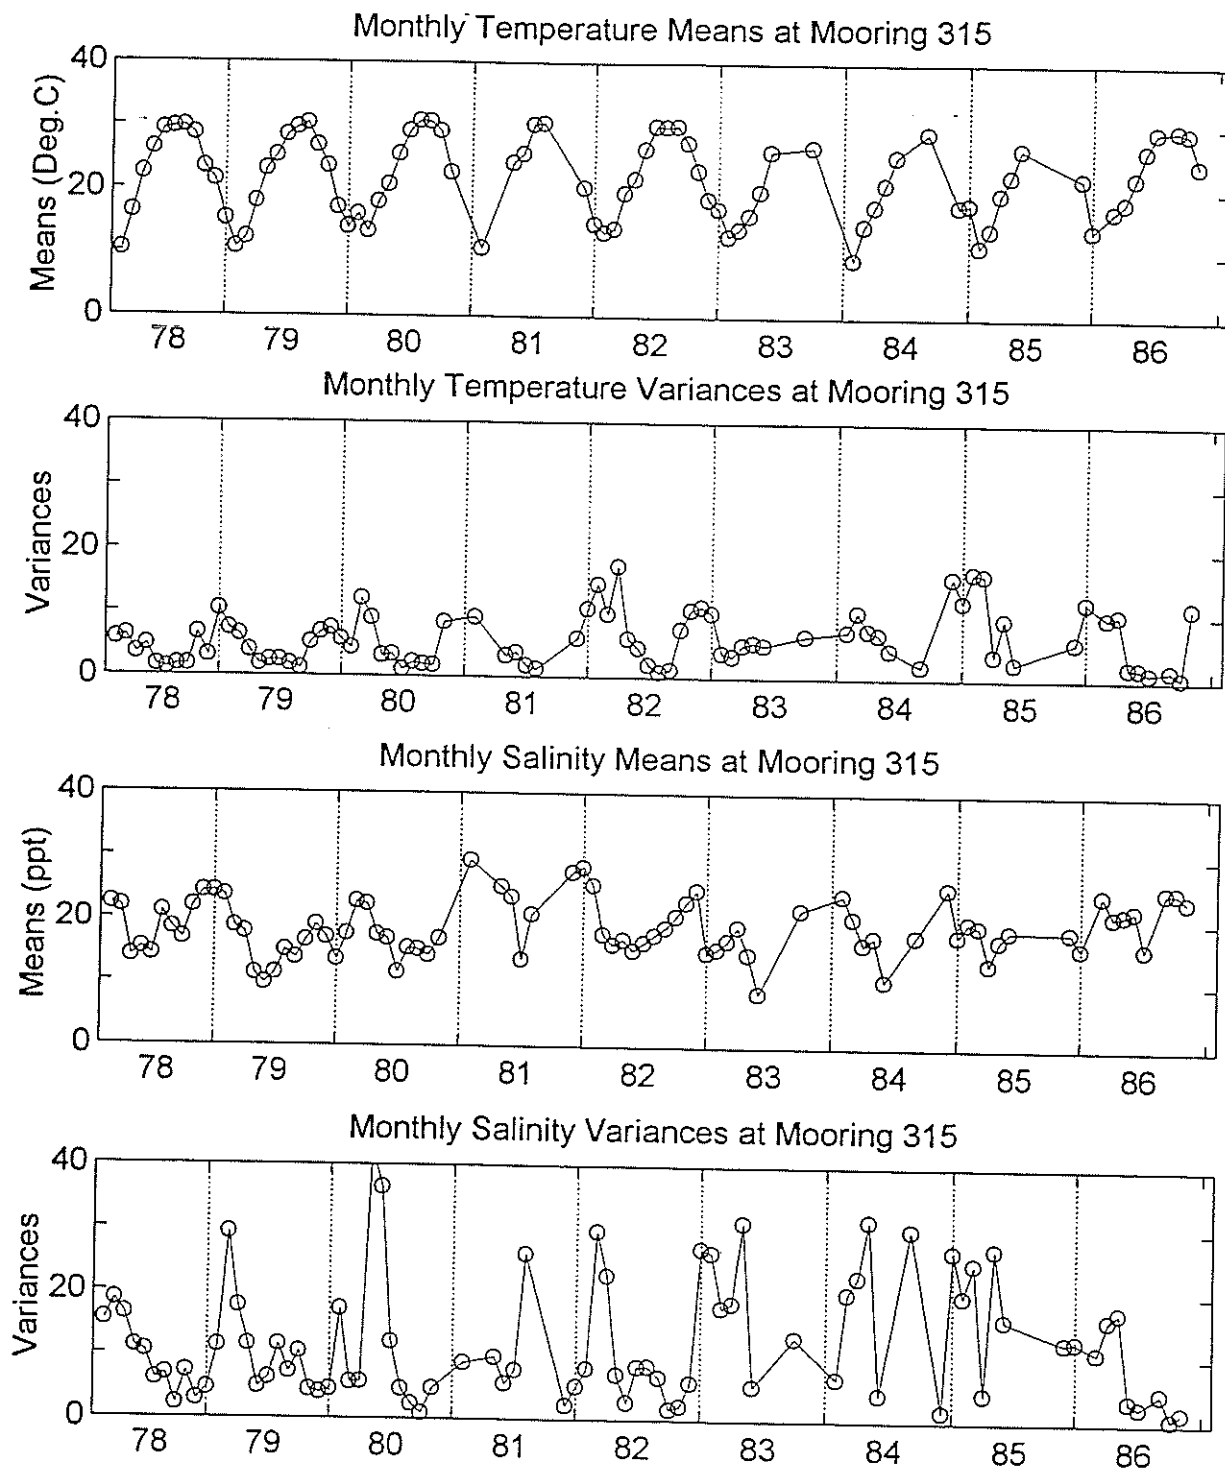 Monthly Temperature Means at Mooring 315
Means (Deg.C)
40
20
0
78 79 80 81 82 83 84 85 86
Monthly Temperature Variances at Mooring 315
Variances
40
20
0
78 79 80 81 82 83 84 85 86
Monthly Salinity Means at Mooring 315
Means (ppt)
40
20
0
78 79 80 81 82 83 84 85 86
Monthly Salinity Variances at Mooring 315
Variances
40
20
0
78 79 80 81 82 83 84 85 86